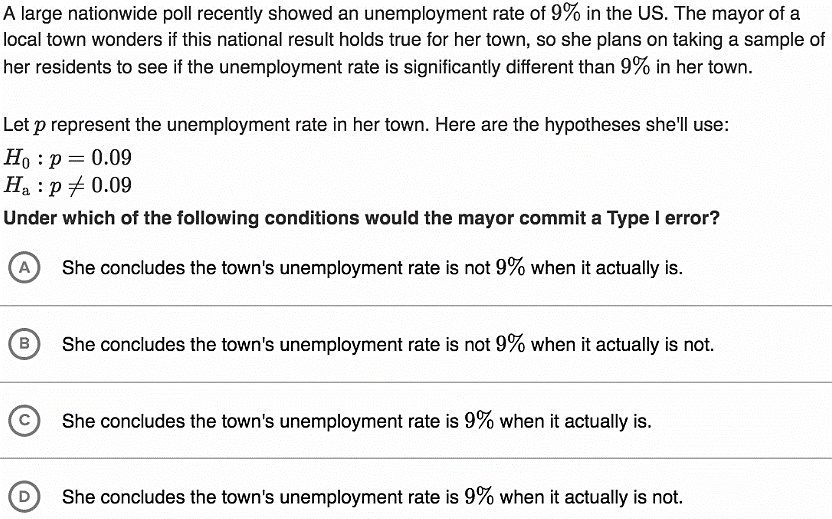 A large nationwide poll recently showed an unemployment rate of 9% in the US. The mayor of a
local town wonders if this national result holds true for her town, so she plans on taking a sample of
her residents to see if the unemployment rate is significantly different than 9% in her town.
Let p represent the unemployment rate in her town. Here are the hypotheses she'll use:
H₀ : p = 0.09
Hₐ : p ≠ 0.09
Under which of the following conditions would the mayor commit a Type I error?
A She concludes the town's unemployment rate is not 9% when it actually is.
B She concludes the town's unemployment rate is not 9% when it actually is not.
C She concludes the town's unemployment rate is 9% when it actually is.
D She concludes the town's unemployment rate is 9% when it actually is not.